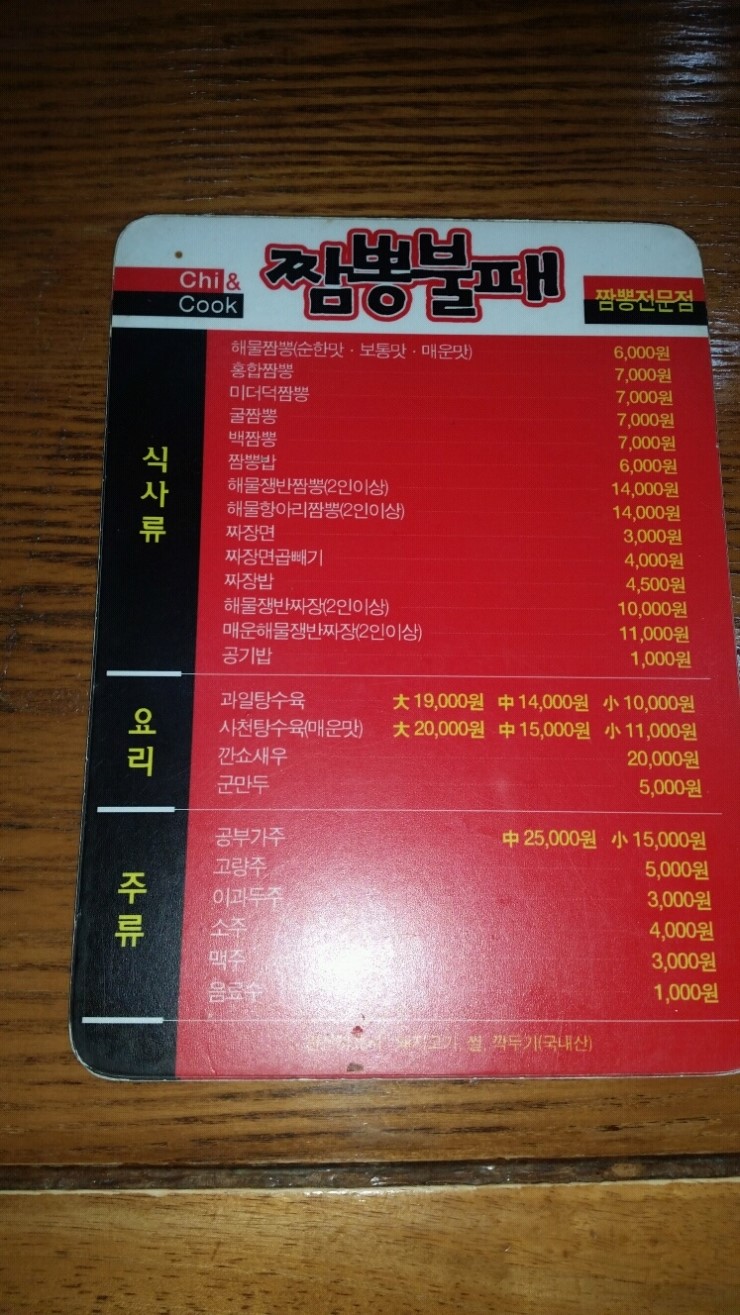 Chi &
Cook
짬뽕불패
짬뽕전문점
식사류
해물짬뽕(순한맛 · 보통맛 · 매운맛) 6,000원
홍합짬뽕 7,000원
미더덕짬뽕 7,000원
굴짬뽕 7,000원
백짬뽕 7,000원
짬뽕밥 6,000원
해물쟁반짬뽕(2인이상) 14,000원
해물항아리짬뽕(2인이상) 14,000원
짜장면 3,000원
짜장면곱빼기 4,000원
짜장밥 4,500원
해물쟁반짜장(2인이상) 10,000원
매운해물쟁반짜장(2인이상) 11,000원
공기밥 1,000원
요리
과일탕수육 大 19,000원 中 14,000원 小 10,000원
사천탕수육(매운맛) 大 20,000원 中 15,000원 小 11,000원
깐쇼새우 20,000원
군만두 5,000원
주류
공부가주 中 25,000원 小 15,000원
고량주 5,000원
이과두주 3,000원
소주 4,000원
맥주 3,000원
음료수 1,000원
돼지고기, 쌀, 깍두기(국내산)